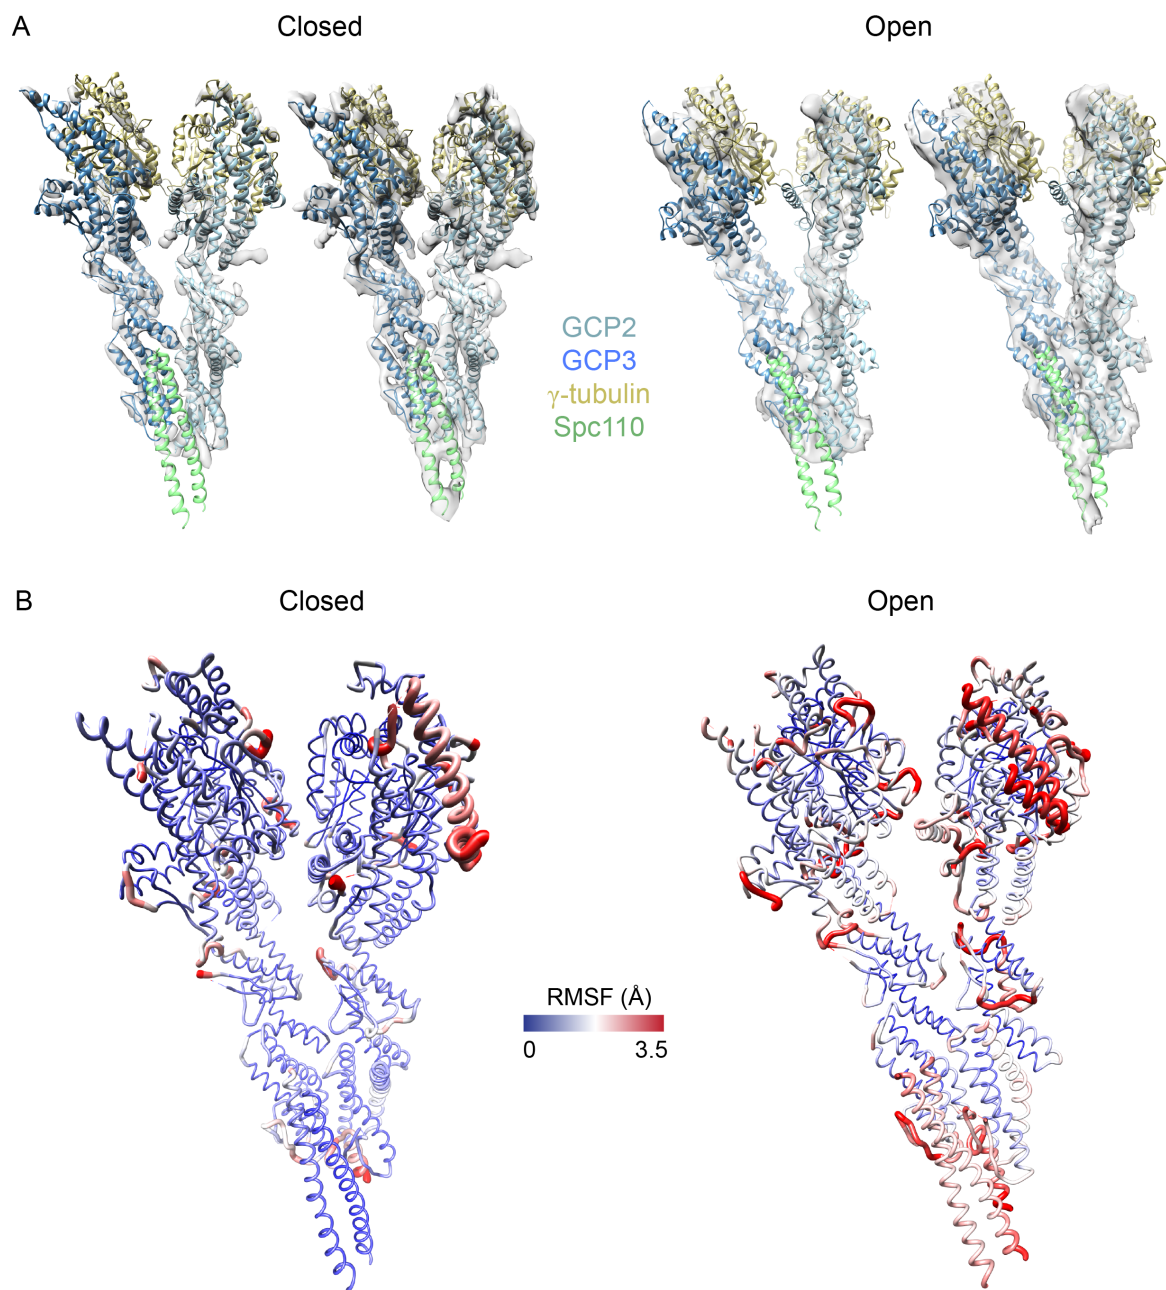 A
Closed
Open
GCP2
GCP3
γ-tubulin
Spc110
B
Closed
Open
RMSF (Å)
0
3.5